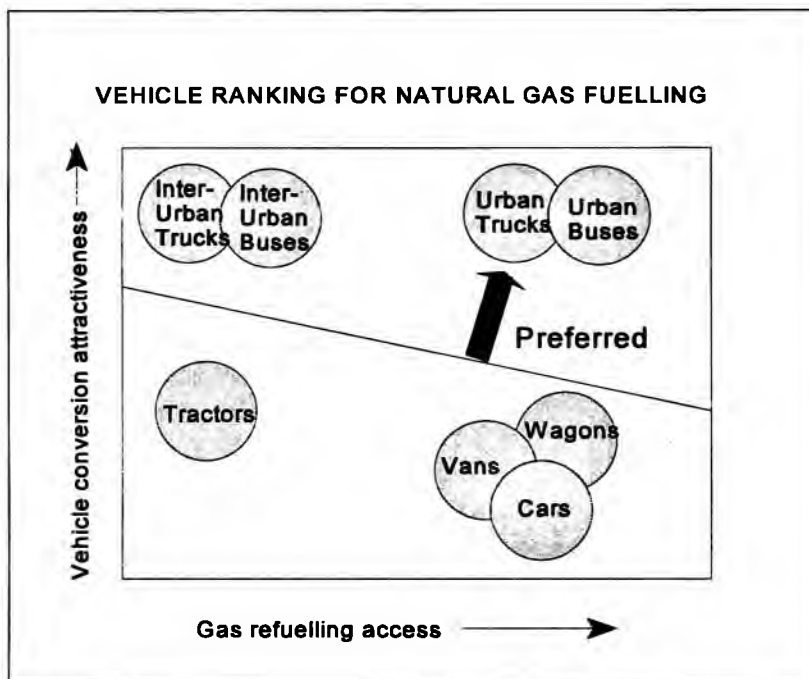 VEHICLE RANKING FOR NATURAL GAS FUELLING
Vehicle conversion attractiveness
Inter-
Urban
Trucks
Inter-
Urban
Buses
Urban
Trucks
Urban
Buses
Preferred
Tractors
Wagons
Vans
Cars
Gas refuelling access